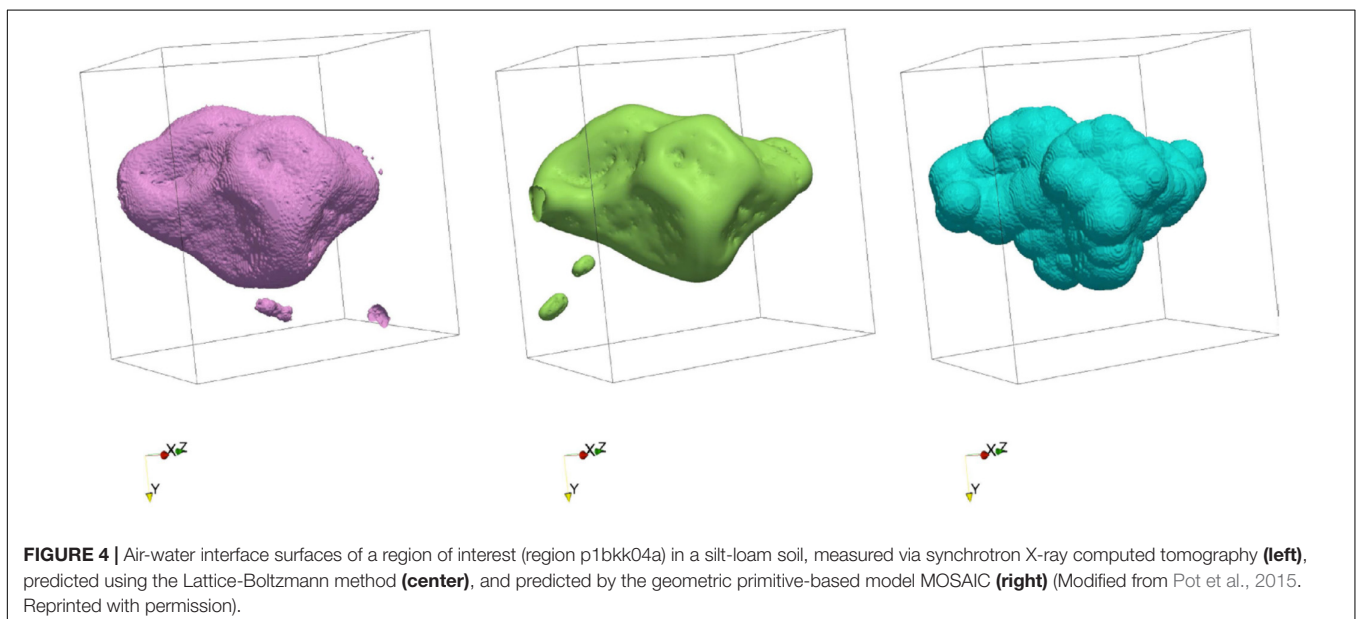 X Z
Y
X Z
Y
X Z
Y
FIGURE 4 | Air-water interface surfaces of a region of interest (region p1bkk04a) in a silt-loam soil, measured via synchrotron X-ray computed tomography (left),
predicted using the Lattice-Boltzmann method (center), and predicted by the geometric primitive-based model MOSAIC (right) (Modified from Pot et al., 2015.
Reprinted with permission).